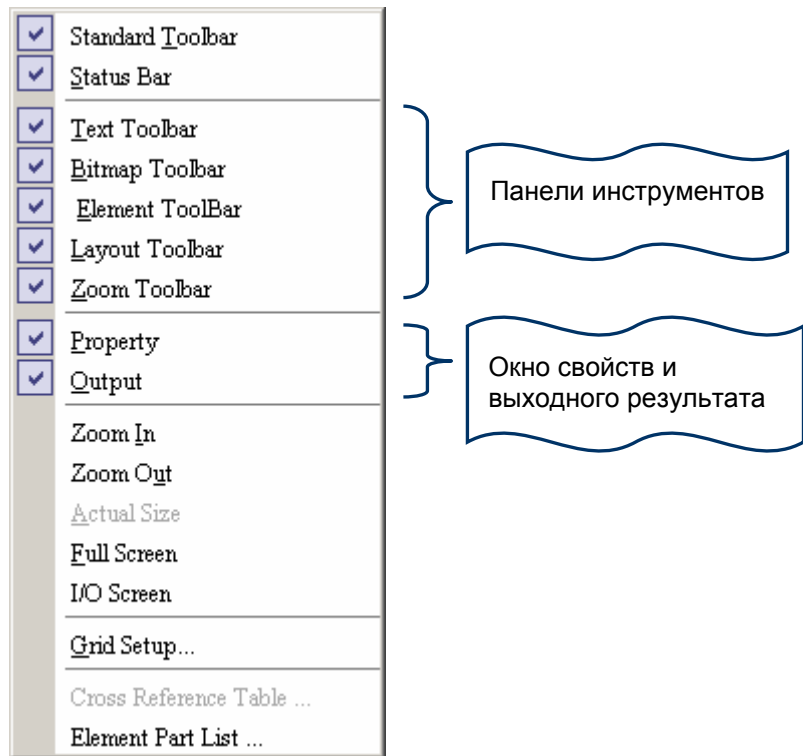 Standard Toolbar
Status Bar
Text Toolbar
Bitmap Toolbar
Element ToolBar
Layout Toolbar
Zoom Toolbar
Панели инструментов
Property
Output
Окно свойств и
выходного результата
Zoom In
Zoom Out
Actual Size
Full Screen
I/O Screen
Grid Setup...
Cross Reference Table ...
Element Part List ...